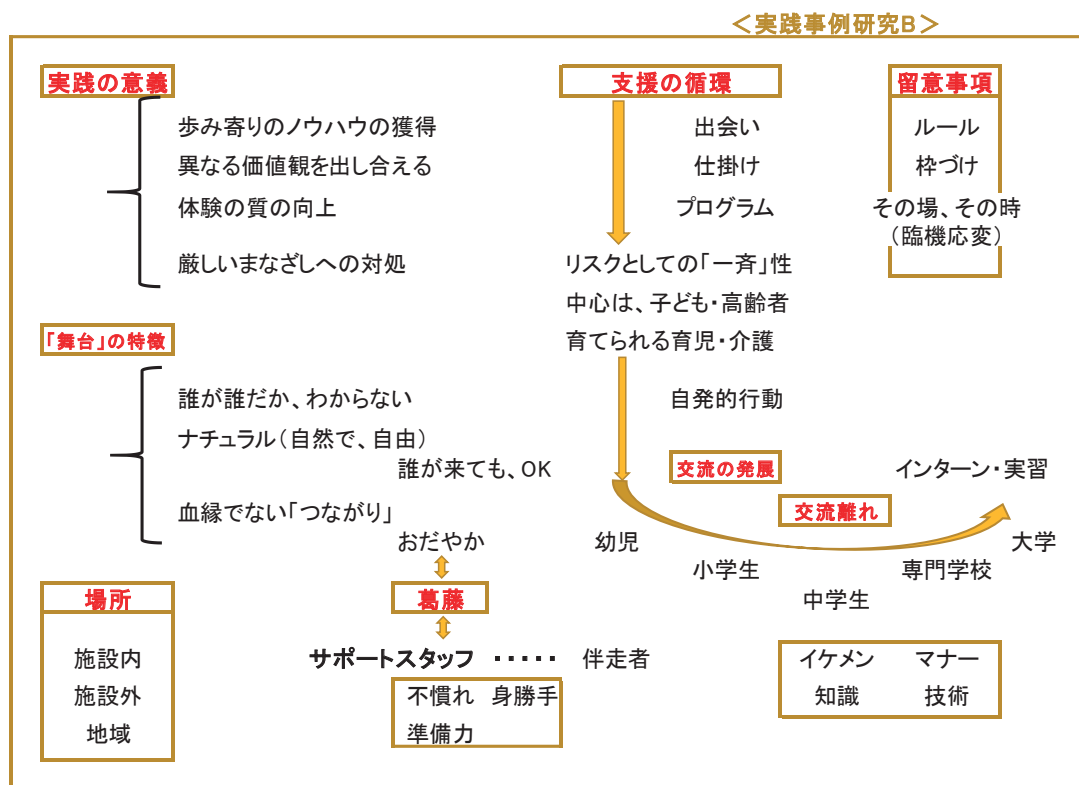 ＜実践事例研究B＞
実践の意義
歩み寄りのノウハウの獲得
異なる価値観を出し合える
体験の質の向上
厳しいまなざしへの対処
「舞台」の特徴
誰が誰だか、わからない
ナチュラル（自然で、自由）
誰が来ても、OK
血縁でない「つながり」
おだやか
葛藤
サポートスタッフ ・・・・・ 伴走者
不慣れ 身勝手
準備力
場所
施設内
施設外
地域
支援の循環
出会い
仕掛け
プログラム
リスクとしての「一斉」性
中心は、子ども・高齢者
育てられる育児・介護
自発的行動
交流の発展
交流離れ
インターン・実習
幼児
小学生
中学生
専門学校
大学
留意事項
ルール
枠づけ
その場、その時
（臨機応変）
イケメン マナー
知識 技術